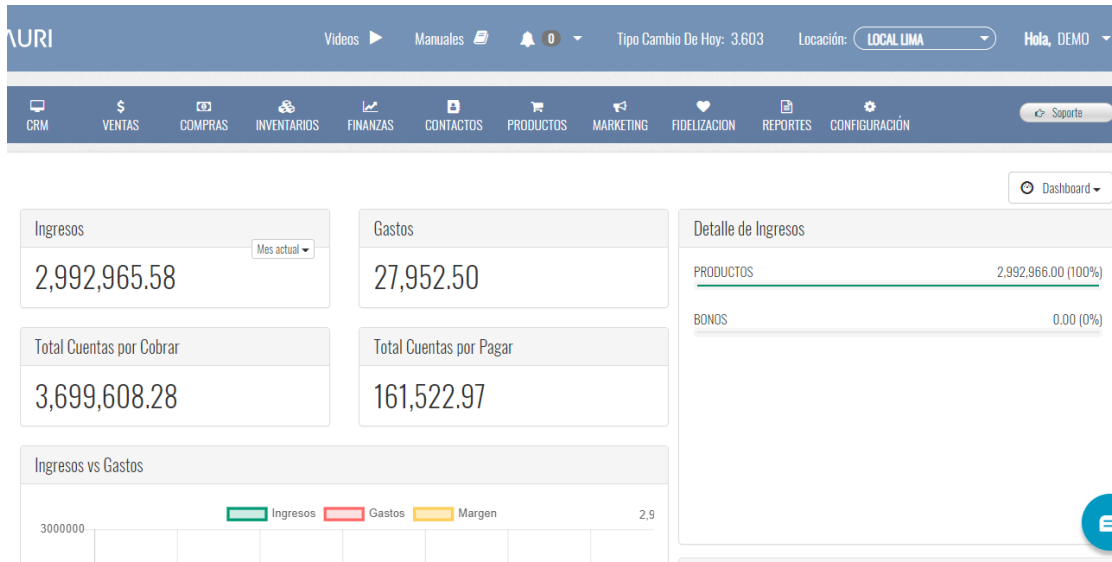 AURI Videos Manuales 0 Tipo Cambio De Hoy: 3.603 Locación: LOCAL LIMA Hola, DEMO
CRM VENTAS COMPRAS INVENTARIOS FINANZAS CONTACTOS PRODUCTOS MARKETING FIDELIZACION REPORTES CONFIGURACIÓN Soporte
Dashboard
Ingresos
Mes actual
2,992,965.58
Gastos
27,952.50
Detalle de Ingresos
PRODUCTOS 2,992,966.00 (100%)
BONOS 0.00 (0%)
Total Cuentas por Cobrar
3,699,608.28
Total Cuentas por Pagar
161,522.97
Ingresos vs Gastos
Ingresos Gastos Margen 2,9
3000000